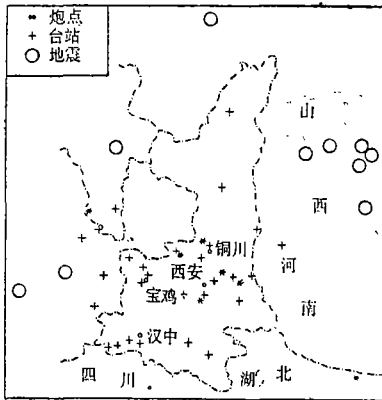 炮点
台站
地震
山
西
铜川
西安
河
宝鸡
南
汉中
四川
湖北